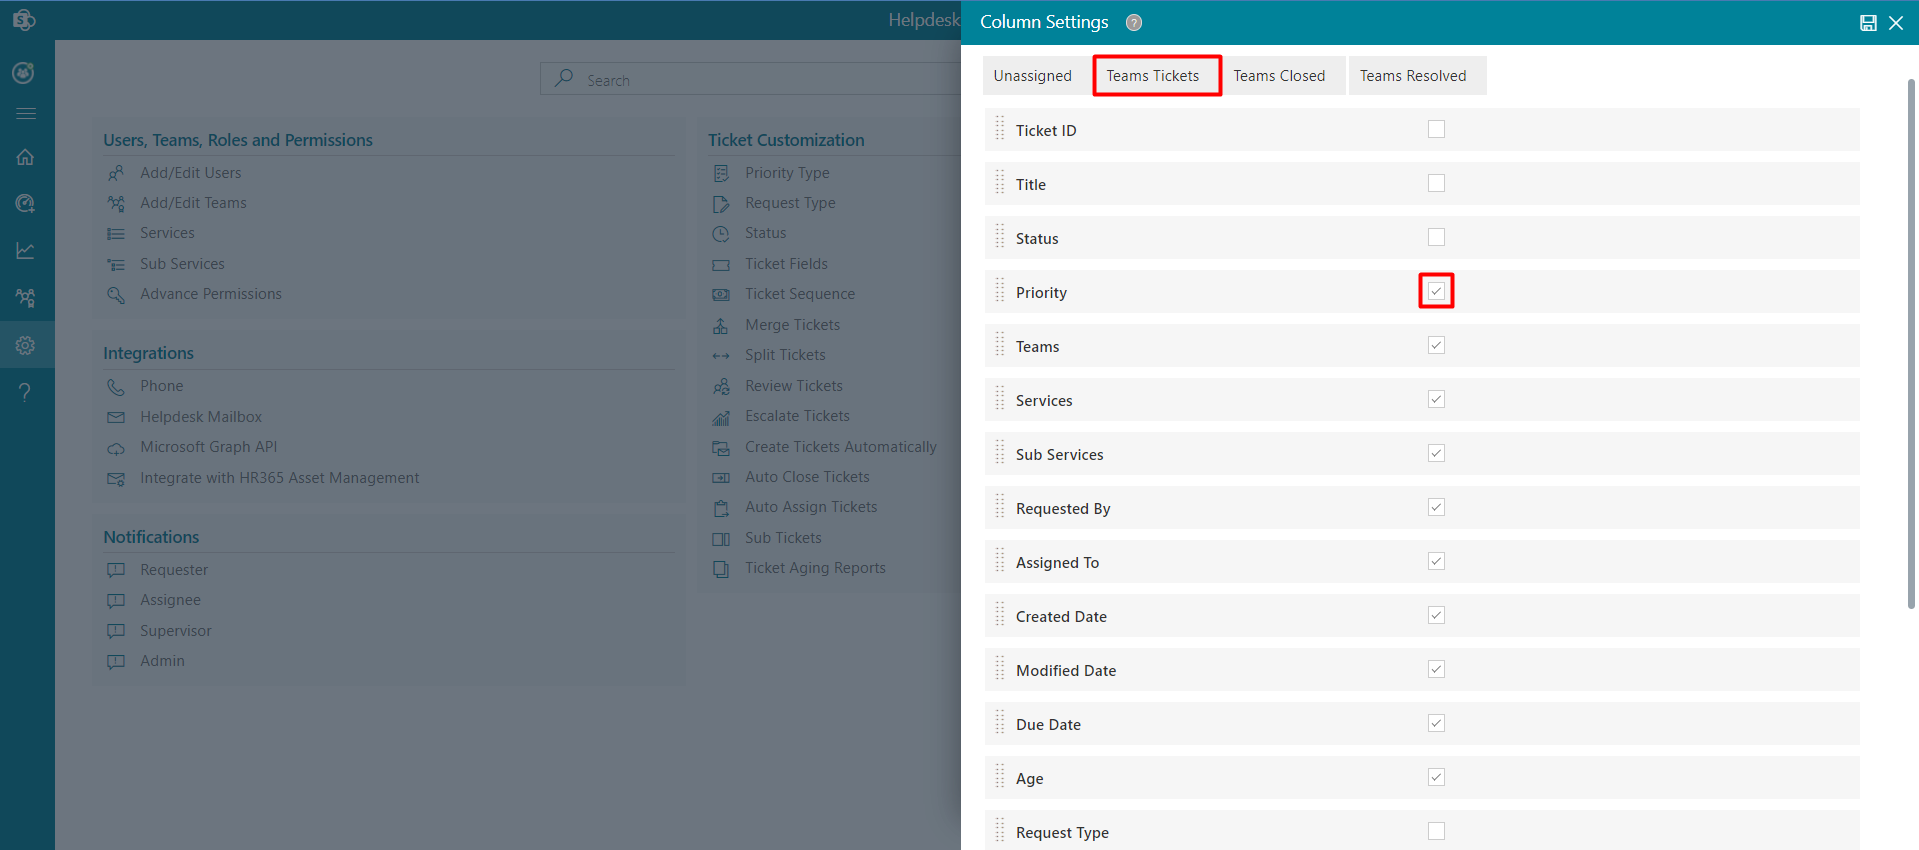 Helpdesk
Search
Users, Teams, Roles and Permissions
Add/Edit Users
Add/Edit Teams
Services
Sub Services
Advance Permissions
Integrations
Phone
Helpdesk Mailbox
Microsoft Graph API
Integrate with HR365 Asset Management
Notifications
Requester
Assignee
Supervisor
Admin
Ticket Customization
Priority Type
Request Type
Status
Ticket Fields
Ticket Sequence
Merge Tickets
Split Tickets
Review Tickets
Escalate Tickets
Create Tickets Automatically
Auto Close Tickets
Auto Assign Tickets
Sub Tickets
Ticket Aging Reports
Column Settings ?
Unassigned Teams Tickets Teams Closed Teams Resolved
Ticket ID
Title
Status
Priority
Teams
Services
Sub Services
Requested By
Assigned To
Created Date
Modified Date
Due Date
Age
Request Type